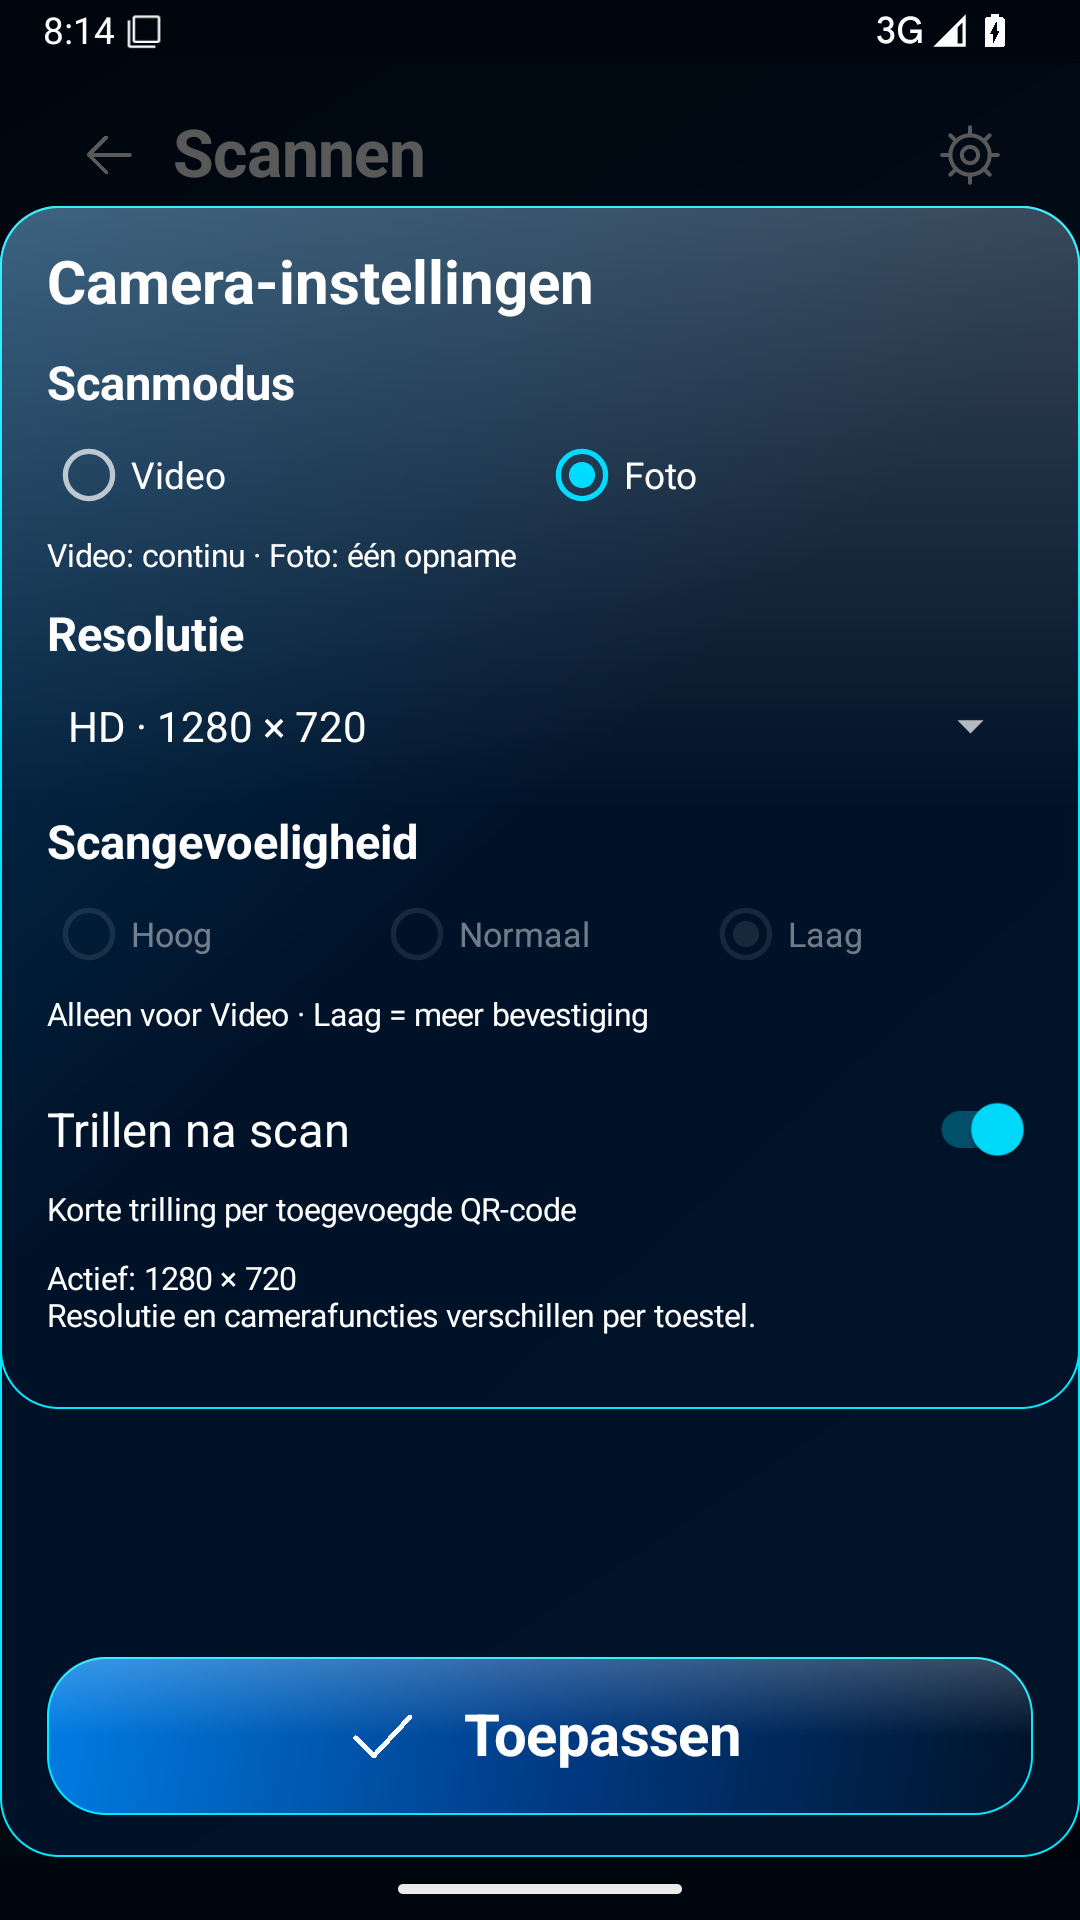 8:14
3G
Scannen
Camera-instellingen
Scanmodus
Video
Foto
Video: continu · Foto: één opname
Resolutie
HD · 1280 × 720
Scangevoeligheid
Hoog
Normaal
Laag
Alleen voor Video · Laag = meer bevestiging
Trillen na scan
Korte trilling per toegevoegde QR-code
Actief: 1280 × 720
Resolutie en camerafuncties verschillen per toestel.
Toepassen